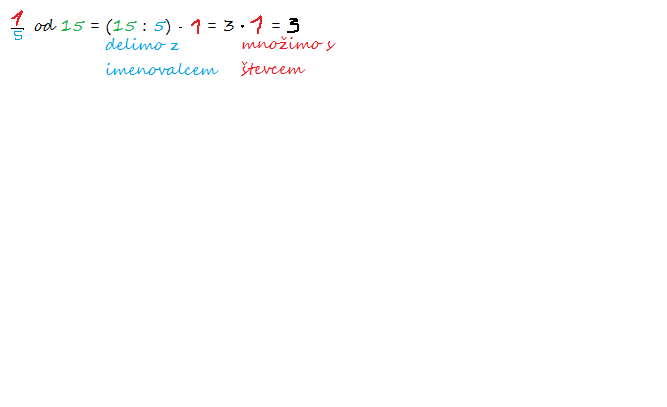 1/5 od 15 = (15 : 5) · 1 = 3 · 1 = 3
delimo z množimo s
imenovalcem števcem